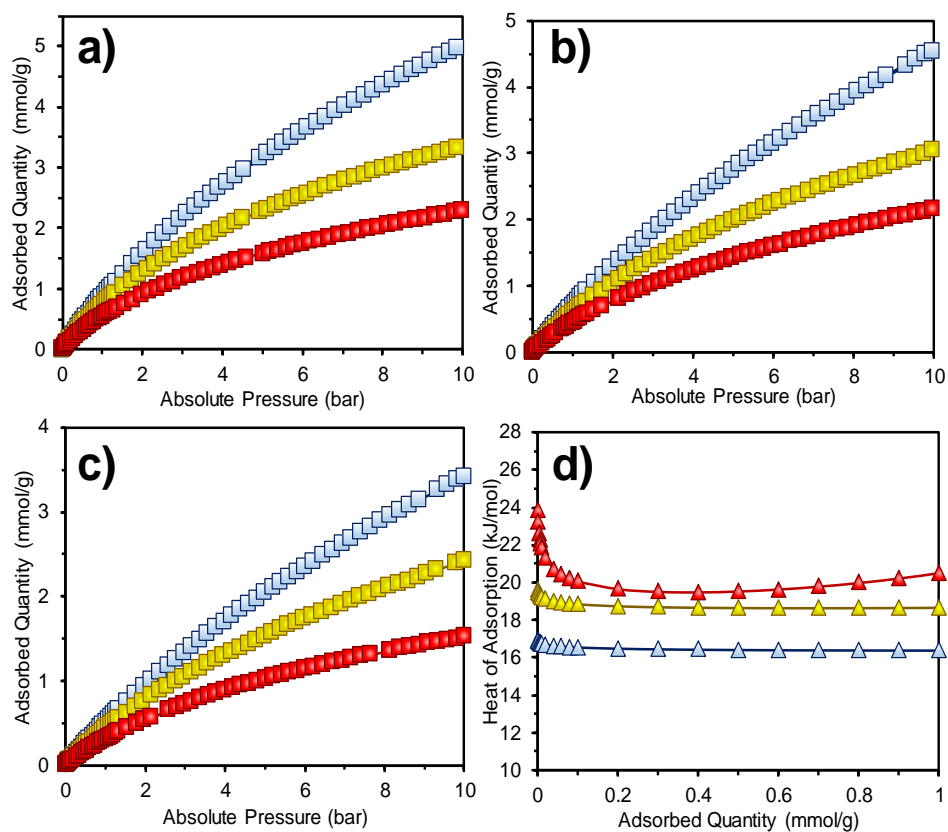 a)
5
4
3
2
1
0
Adsorbed Quantity (mmol/g)
0 2 4 6 8 10
Absolute Pressure (bar)
b)
5
4
3
2
1
0
Adsorbed Quantity (mmol/g)
0 2 4 6 8 10
Absolute Pressure (bar)
c)
4
3
2
1
0
Adsorbed Quantity (mmol/g)
0 2 4 6 8 10
Absolute Pressure (bar)
d)
28
26
24
22
20
18
16
14
12
10
Heat of Adsorption (kJ/mol)
0 0.2 0.4 0.6 0.8 1
Adsorbed Quantity (mmol/g)